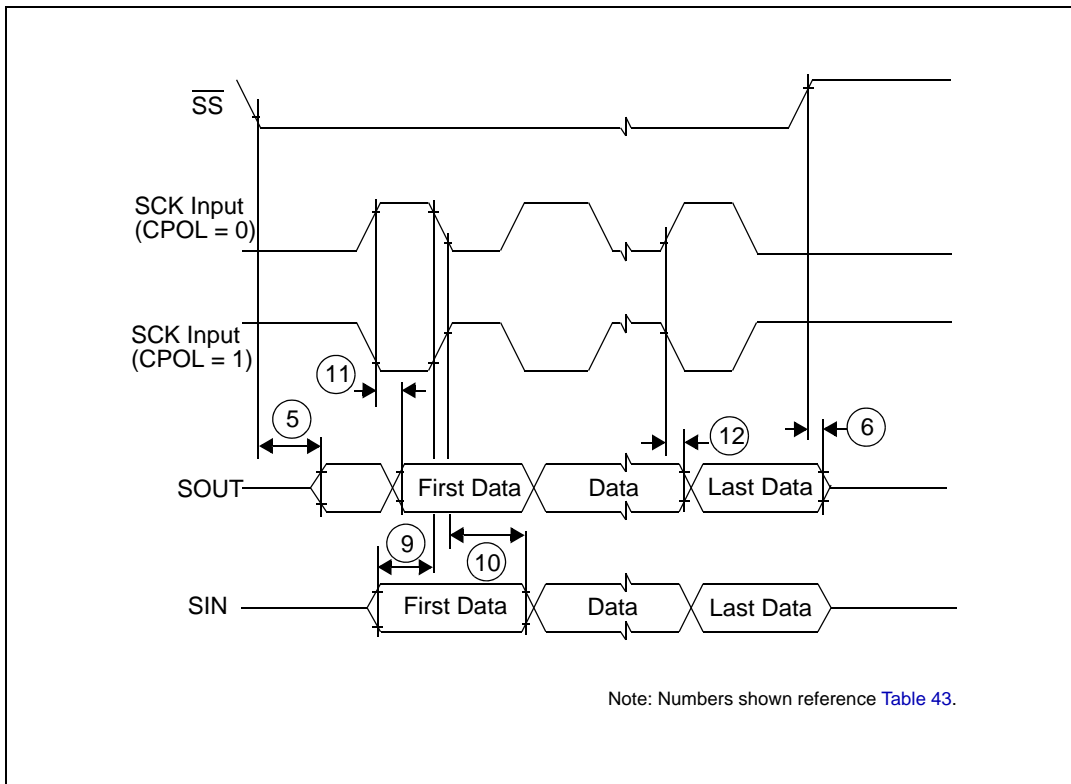 SS
SCK Input
(CPOL = 0)
SCK Input
(CPOL = 1)
11
5
12
6
SOUT
First Data
Data
Last Data
9
10
SIN
First Data
Data
Last Data
Note: Numbers shown reference Table 43.